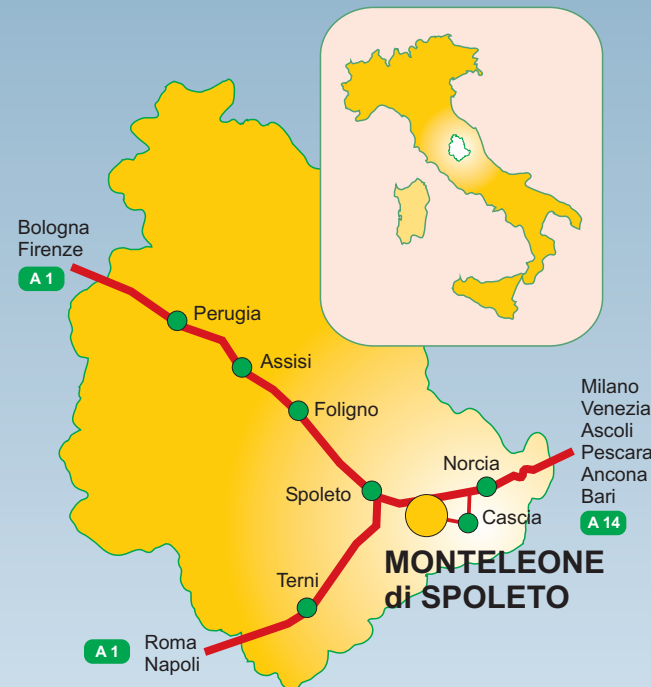 Bologna
Firenze
A 1
Perugia
Assisi
Foligno
Milano
Venezia
Ascoli
Pescara
Ancona
Bari
A 14
Norcia
Spoleto
Cascia
MONTELEONE
di SPOLETO
Terni
A 1
Roma
Napoli